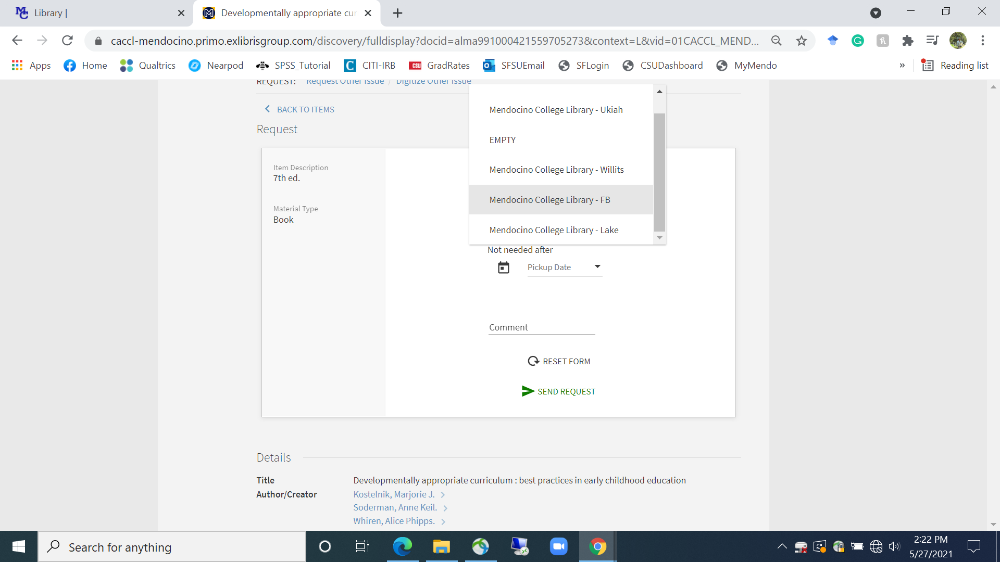 Library |
Developmentally appropriate cur
caccl-mendocino.primo.exlibrisgroup.com/discovery/fulldisplay?docid=alma991000421559705273&context=L&vid=01CACCL_MEND...
Apps Home Qualtrics Nearpod SPSS_Tutorial CITI-IRB GradRates SFSUEmail SFLogin CSUDashboard MyMendo » Reading list
REQUEST: Request Other Issue / Digitize Other Issue
BACK TO ITEMS
Request
Item Description
7th ed.
Material Type
Book
Mendocino College Library - Ukiah
EMPTY
Mendocino College Library - Willits
Mendocino College Library - FB
Mendocino College Library - Lake
Not needed after
Pickup Date
Comment
RESET FORM
SEND REQUEST
Details
Title Developmentally appropriate curriculum : best practices in early childhood education
Author/Creator Kostelnik, Marjorie J.
Soderman, Anne Keil.
Whiren, Alice Phipps.
Search for anything
2:22 PM
5/27/2021